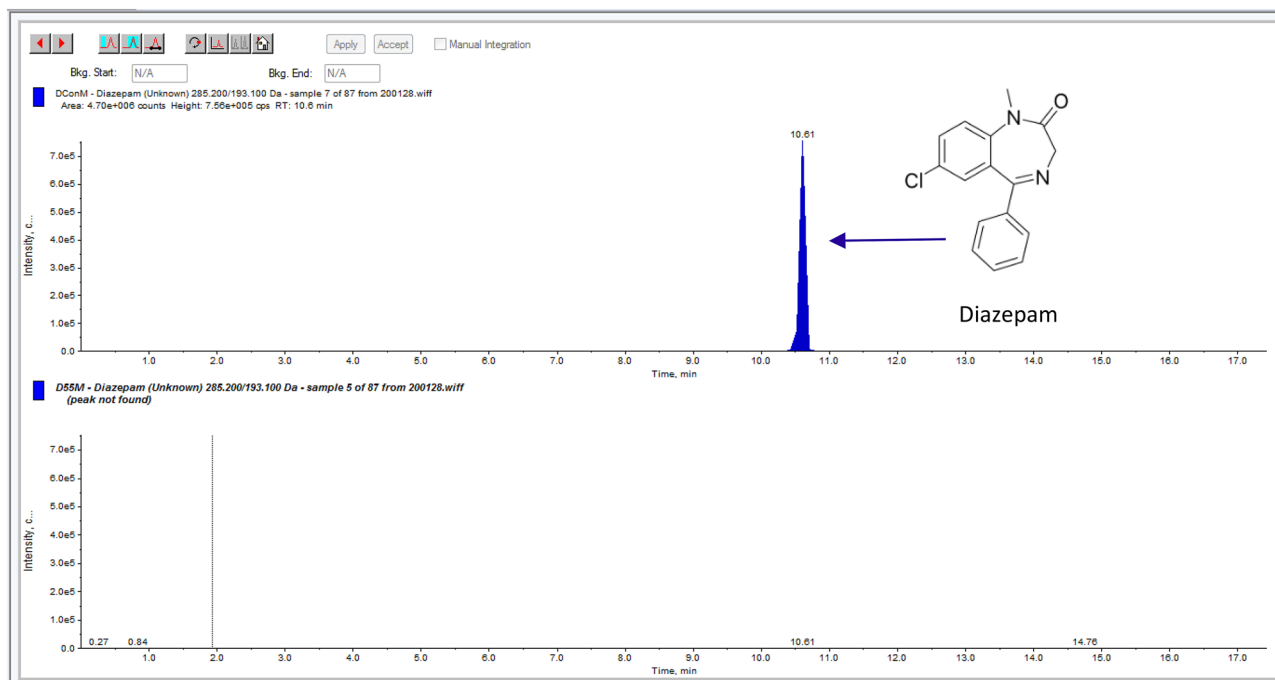 Apply Accept Manual Integration
Bkg. Start: N/A Bkg. End: N/A
DConM - Diazepam (Unknown) 285.200/193.100 Da - sample 7 of 87 from 200128.wiff
Area: 4.70e+006 counts Height: 7.56e+005 cps RT: 10.6 min
10.61
7.0e5
6.0e5
5.0e5
4.0e5
3.0e5
2.0e5
1.0e5
0.0
Intensity, c...
1.0 2.0 3.0 4.0 5.0 6.0 7.0 8.0 9.0 10.0 11.0 12.0 13.0 14.0 15.0 16.0 17.0
Time, min
N O
Cl N
Diazepam
D55M - Diazepam (Unknown) 285.200/193.100 Da - sample 5 of 87 from 200128.wiff
(peak not found)
7.0e5
6.0e5
5.0e5
4.0e5
3.0e5
2.0e5
1.0e5
0.0
Intensity, c...
0.27 0.84 10.61 14.76
1.0 2.0 3.0 4.0 5.0 6.0 7.0 8.0 9.0 10.0 11.0 12.0 13.0 14.0 15.0 16.0 17.0
Time, min